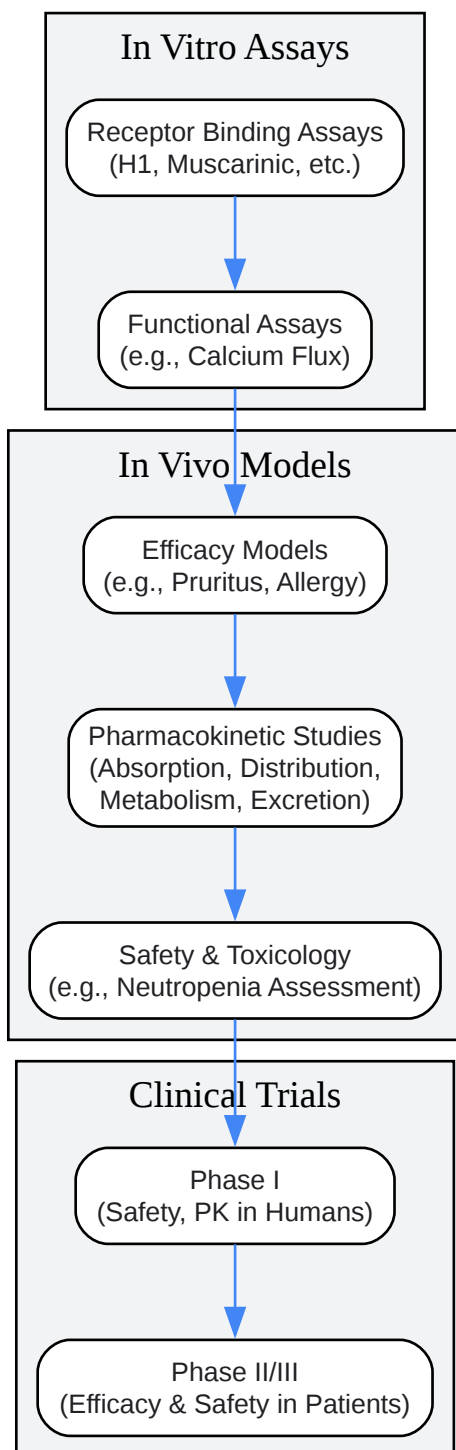 In Vitro Assays
Receptor Binding Assays
(H1, Muscarinic, etc.)
Functional Assays
(e.g., Calcium Flux)
In Vivo Models
Efficacy Models
(e.g., Pruritus, Allergy)
Pharmacokinetic Studies
(Absorption, Distribution,
Metabolism, Excretion)
Safety & Toxicology
(e.g., Neutropenia Assessment)
Clinical Trials
Phase I
(Safety, PK in Humans)
Phase II/III
(Efficacy & Safety in Patients)